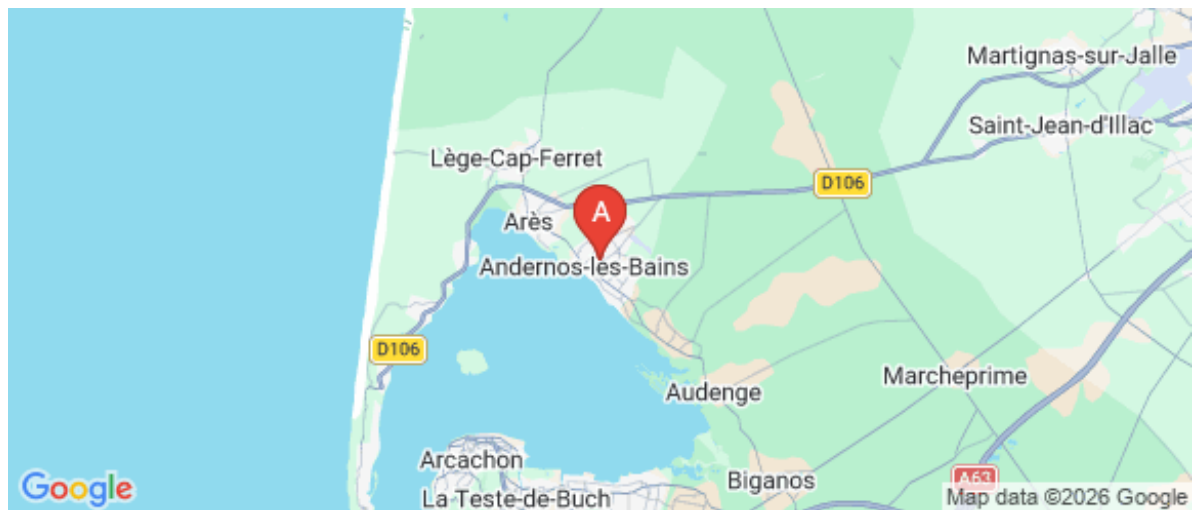 Martignas-sur-Jalle
Saint-Jean-d'Illac
Lège-Cap-Ferret
D106
A
Arès
Andernos-les-Bains
D106
Marcheprime
Audenge
Arcachon
A63
Biganos
La Teste-de-Buch
Google
Map data ©2026 Google